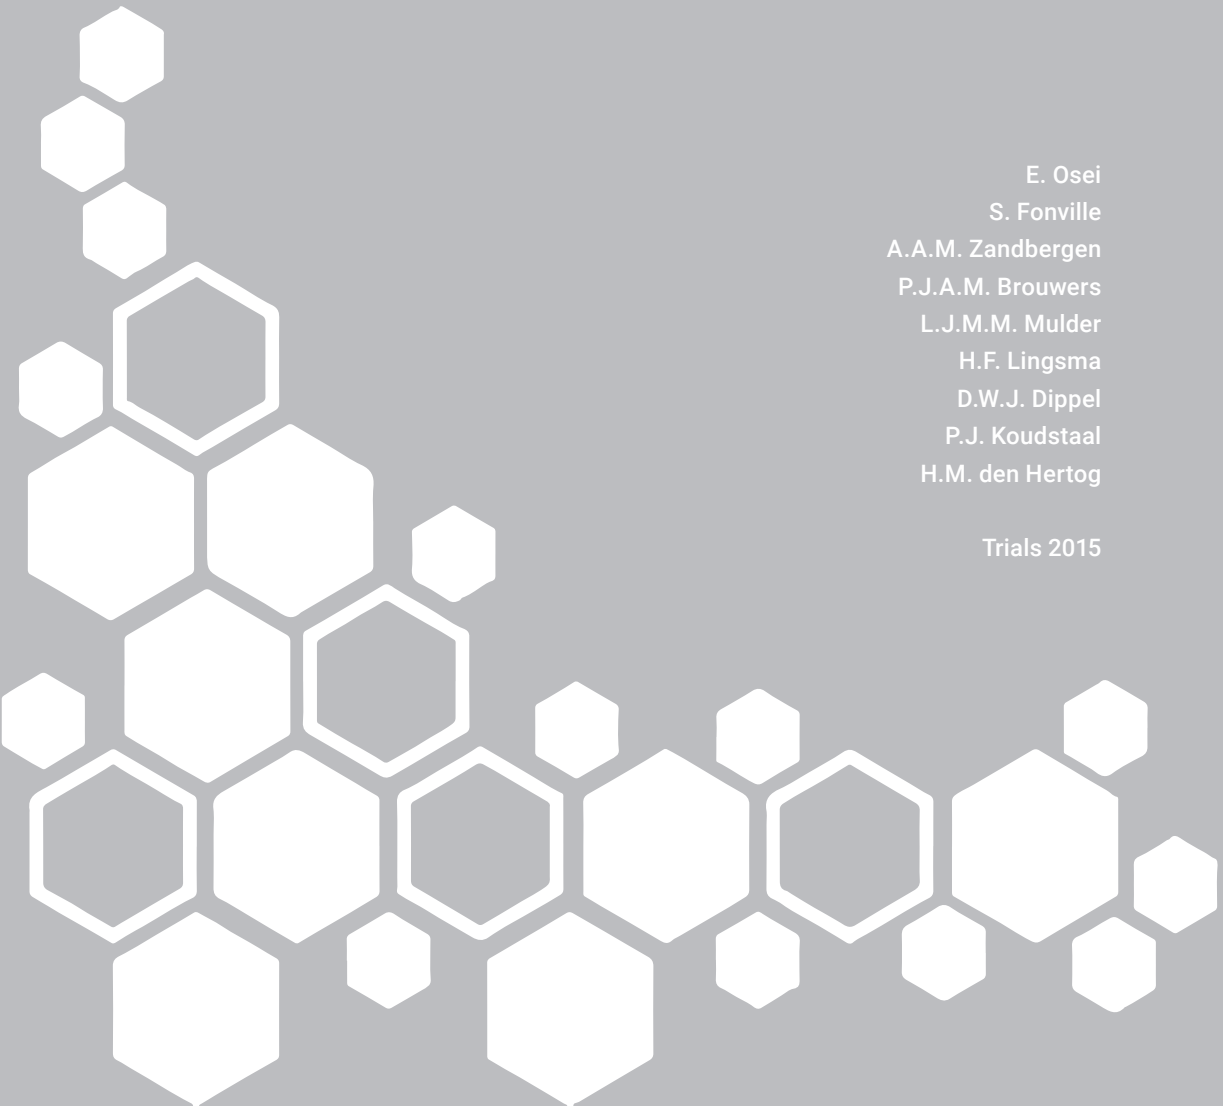 E. Osei
S. Fonville
A.A.M. Zandbergen
P.J.A.M. Brouwers
L.J.M.M. Mulder
H.F. Lingsma
D.W.J. Dippel
P.J. Koudstaal
H.M. den Hertog
Trials 2015